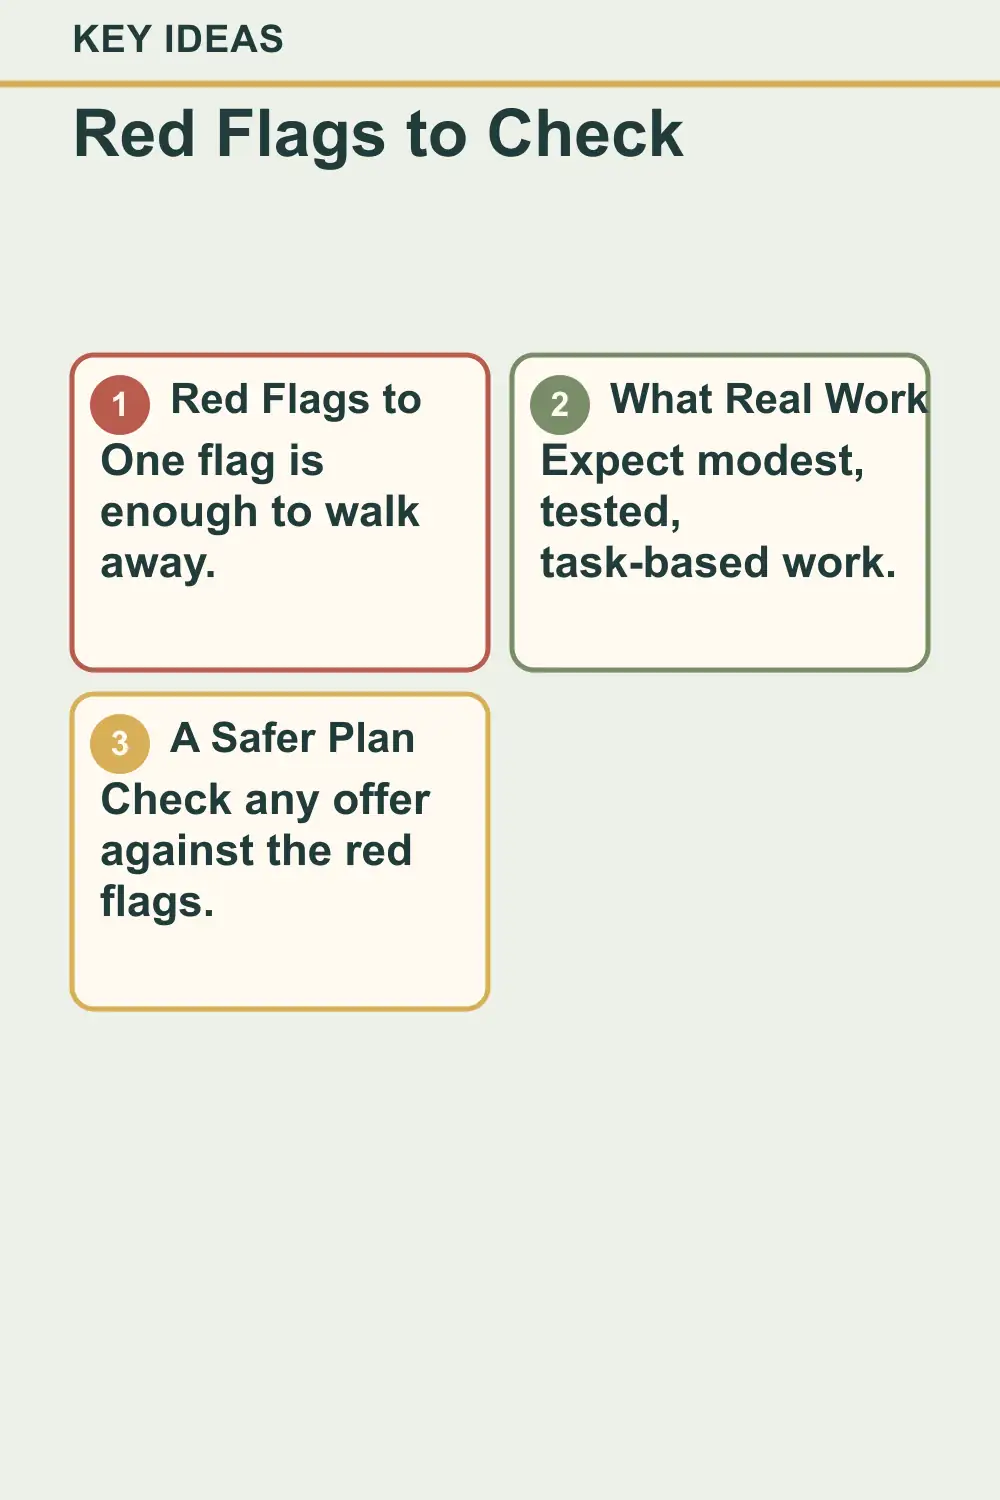 KEY IDEAS
Red Flags to Check
1 Red Flags to
One flag is
enough to walk
away.
2 What Real Work
Expect modest,
tested,
task-based work.
3 A Safer Plan
Check any offer
against the red
flags.